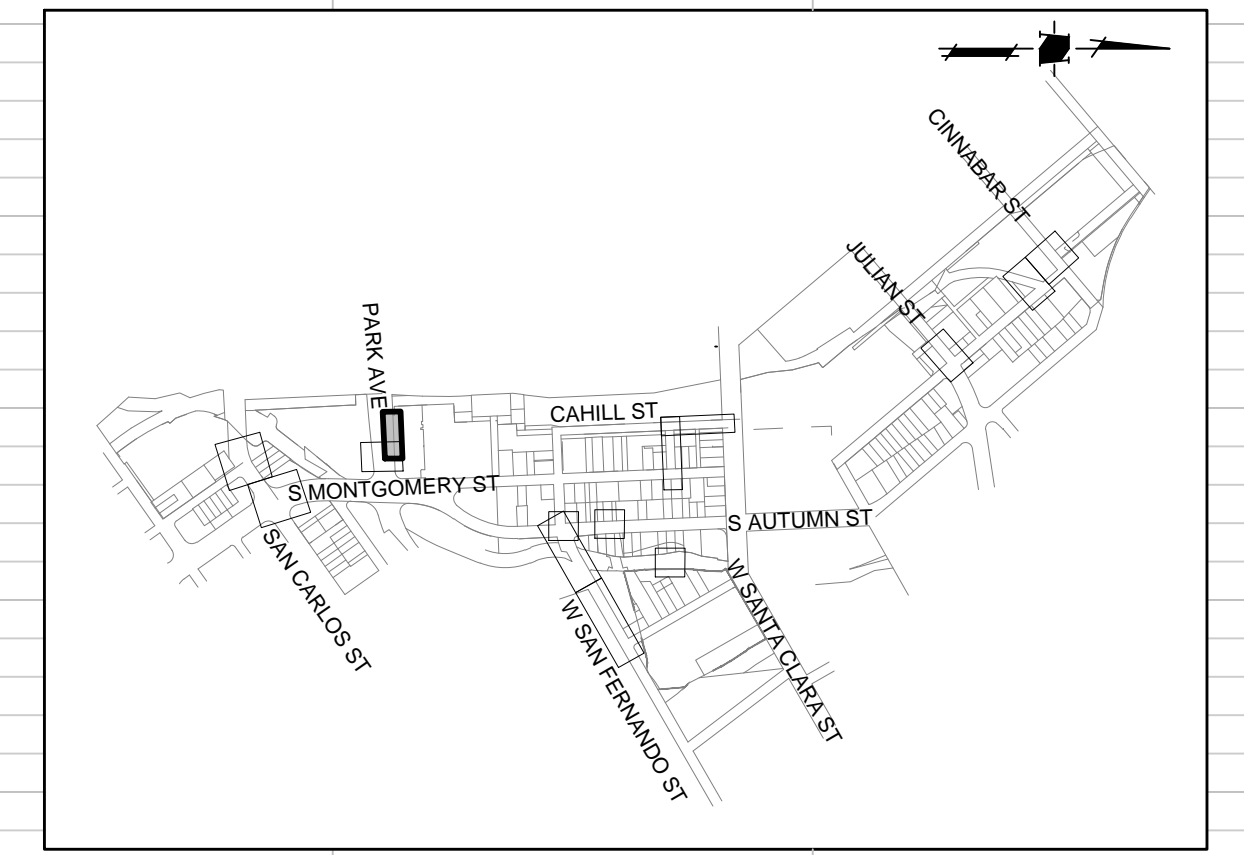 CINNABAR ST
JULIAN ST
PARK AVE
CAHILL ST
S MONTGOMERY ST
S AUTUMN ST
SAN CARLOS ST
W SANTA CLARA ST
W SAN FERNANDO ST